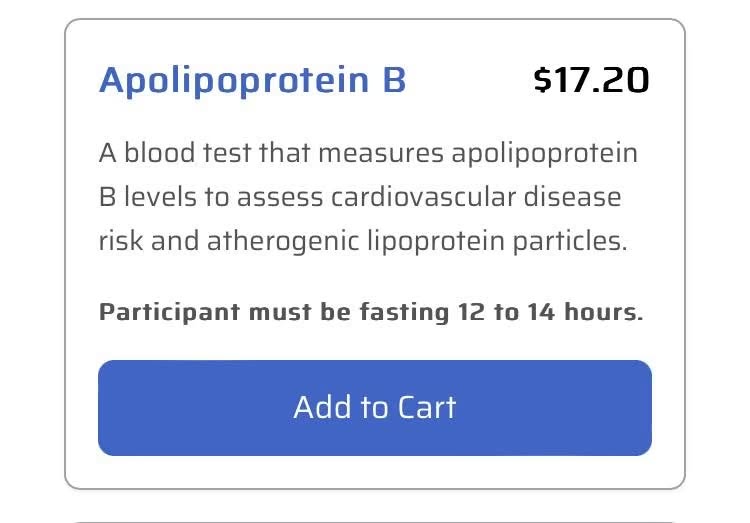 Apolipoprotein B $17.20
A blood test that measures apolipoprotein
B levels to assess cardiovascular disease
risk and atherogenic lipoprotein particles.
Participant must be fasting 12 to 14 hours.
Add to Cart